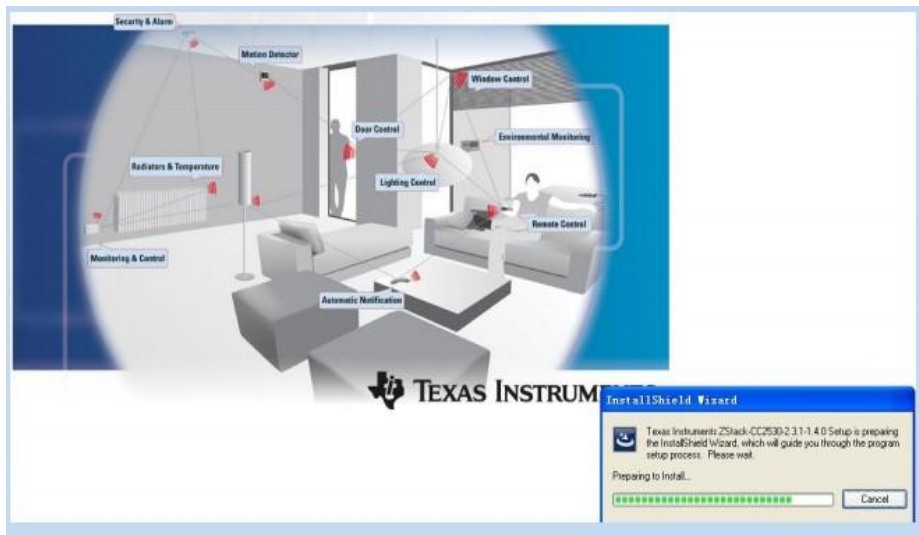 Security & Alarm
Motion Detector
Window Control
Door Control
Environmental Monitoring
Radiators & Temperature
Lighting Control
Remote Control
Monitoring & Control
Automatic Notification
TEXAS INSTRUMENTS
InstallShield Wizard
Texas Instruments ZStack-CC2530-2.3.1-1.4.0 Setup is preparing
the InstallShield Wizard, which will guide you through the program
setup process. Please wait.
Preparing to Install...
Cancel